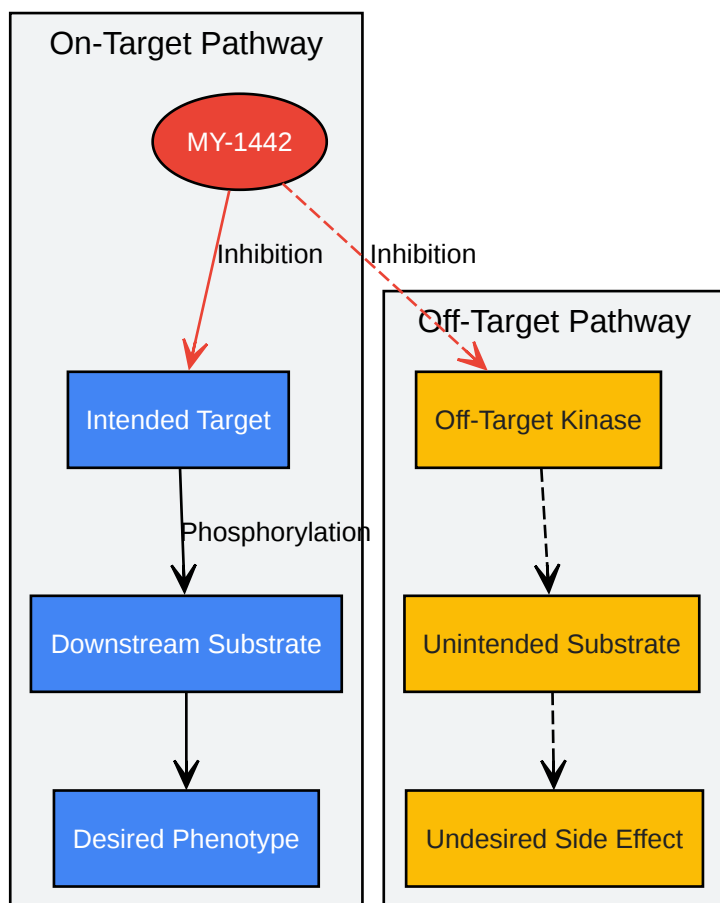 On-Target Pathway
MY-1442
Inhibition
Inhibition
Off-Target Pathway
Intended Target
Off-Target Kinase
Phosphorylation
Downstream Substrate
Unintended Substrate
Desired Phenotype
Undesired Side Effect